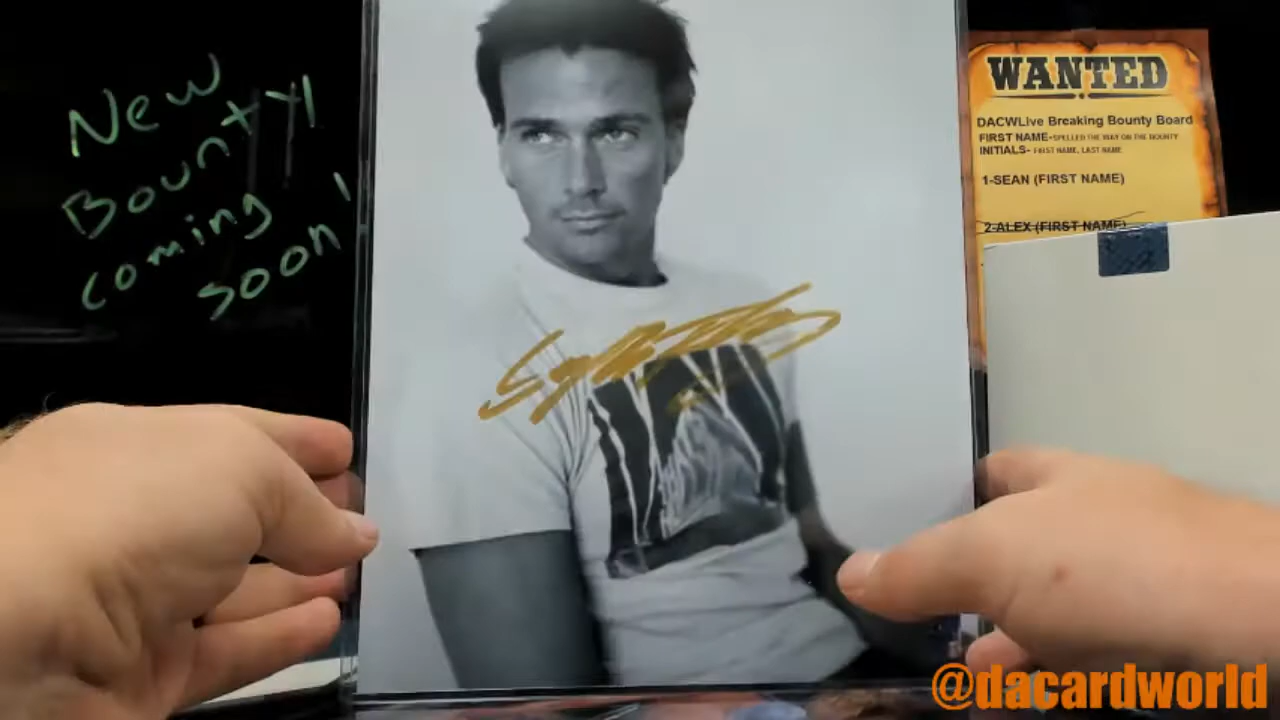 New
Bounty!
coming
soon!
WANTED
DACWLive Breaking Bounty Board
FIRST NAME-SPELLED THE WAY ON THE BOUNTY
INITIALS- FIRST NAME, LAST NAME
1-SEAN (FIRST NAME)
2-ALEX (FIRST NAME)
@dacardworld